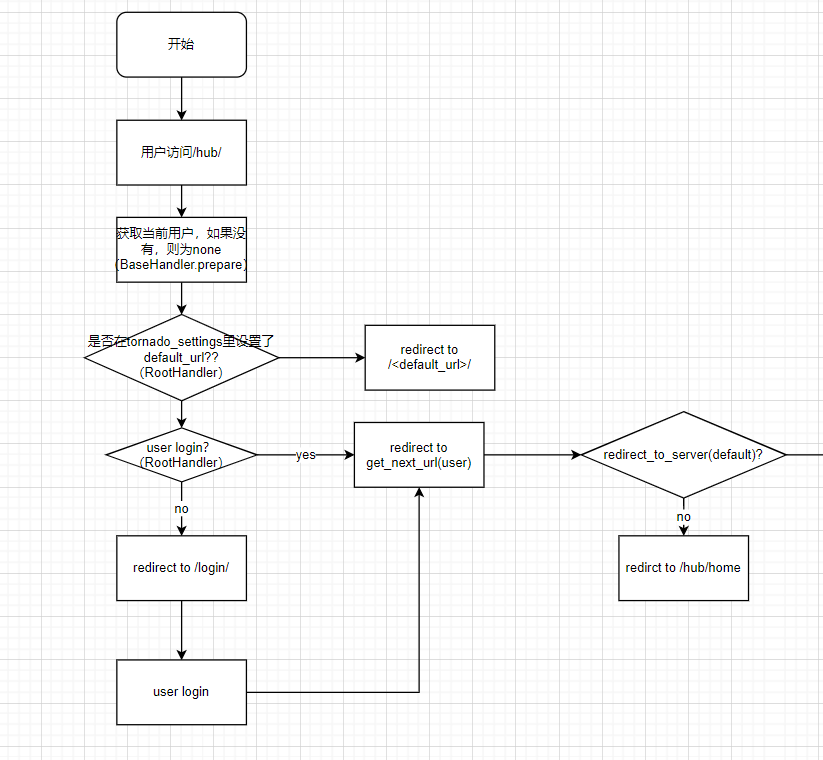 开始
用户访问/hub/
获取当前用户，如果没
有，则为none
（BaseHandler.prepare）
是否在tornado_settings里设置了
default_url??
（RootHandler）
redirect to
/<default_url>/
user login？
（RootHandler）
yes
redirect to
get_next_url(user)
redirect_to_server(default)?
no
no
redirect to /login/
redirct to /hub/home
user login